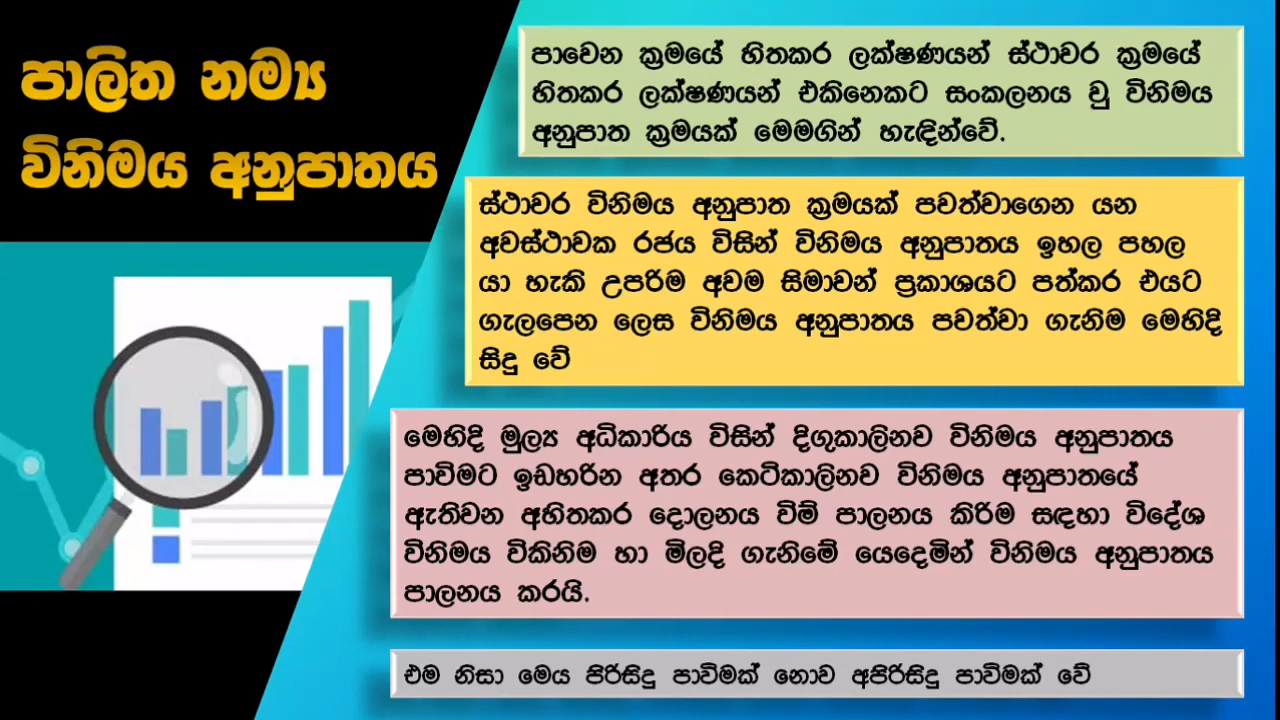 පාලිත නම්‍ය
විනිමය අනුපාතය
පාවෙන ක්‍රමයේ හිතකර ලක්ෂණයන් ස්ථාවර ක්‍රමයේ
හිතකර ලක්ෂණයන් එකිනෙකට සංකලනය වු විනිමය
අනුපාත ක්‍රමයක් මෙමගින් හැඳින්වේ.
ස්ථාවර විනිමය අනුපාත ක්‍රමයක් පවත්වාගෙන යන
අවස්ථාවක රජය විසින් විනිමය අනුපාතය ඉහල පහල
යා හැකි උපරිම අවම සිමාවන් ප්‍රකාශයට පත්කර එයට
ගැලපෙන ලෙස විනිමය අනුපාතය පවත්වා ගැනිම මෙහිදි
සිදු වේ
මෙහිදි මුල්‍ය අධිකාරිය විසින් දිගුකාලිනව විනිමය අනුපාතය
පාවිමට ඉඩහරින අතර කෙටිකාලිනව විනිමය අනුපාතයේ
ඇතිවන අහිතකර දොලනය විම් පාලනය කිරිම සඳහා විදේශ
විනිමය විකිනිම හා මිලදි ගැනිමේ යෙදෙමින් විනිමය අනුපාතය
පාලනය කරයි.
එම නිසා මෙය පිරිසිදු පාවිමක් නොව අපිරිසිදු පාවිමක් වේ